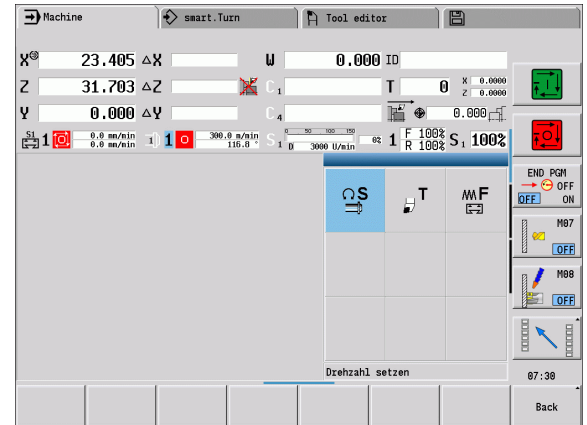 Machine smart.Turn Tool editor
X 23.405 ΔX W 0.000 ID
Z 31.703 ΔZ C 1 T 0 X 0.0000
Z 0.0000
Y 0.000 ΔY C 4 0.000
S1 1 0.0 mm/min 1 300.0 m/min S 1 0 50 100 150 0% 1 F 100% S 1 100%
0.0 mm/min 116.8 ° D 3000 U/min R 100%
END PGM
OFF
OFF ON
M07
OFF
M08
OFF
S T F
Drehzahl setzen
07:30
Back